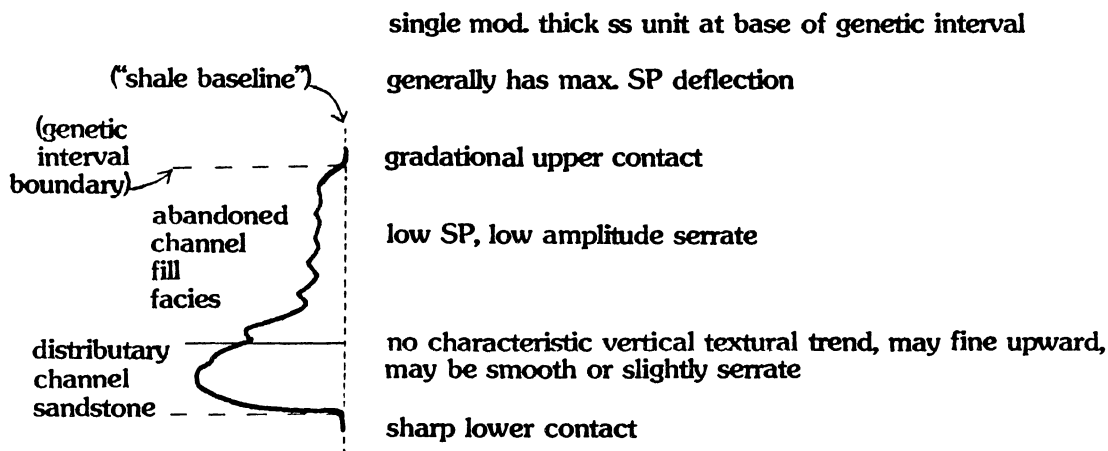 single mod. thick ss unit at base of genetic interval
("shale baseline")
generally has max. SP deflection
(genetic
interval
boundary)
gradational upper contact
abandoned
channel
fill
facies
low SP, low amplitude serrate
distributary
channel
sandstone
no characteristic vertical textural trend, may fine upward,
may be smooth or slightly serrate
sharp lower contact